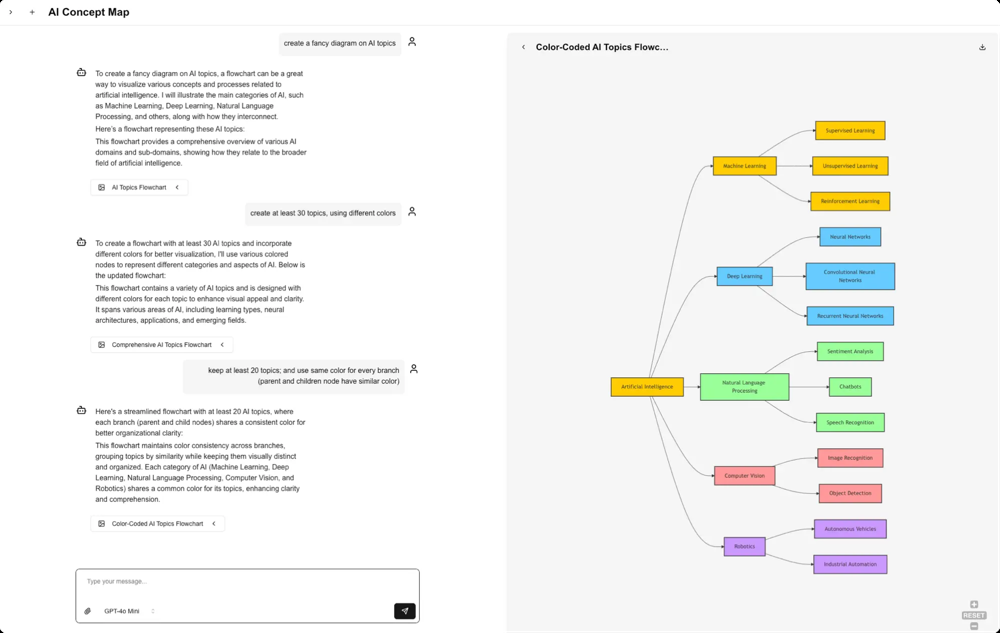 AI Concept Map
create a fancy diagram on AI topics
To create a fancy diagram on AI topics, a flowchart can be a great
way to visualize various concepts and processes related to
artificial intelligence. I will illustrate the main categories of AI, such
as Machine Learning, Deep Learning, Natural Language
Processing, and others, along with how they interconnect.
Here's a flowchart representing these AI topics:
This flowchart provides a comprehensive overview of various AI
domains and sub-domains, showing how they relate to the broader
field of artificial intelligence.
AI Topics Flowchart
create at least 30 topics, using different colors
To create a flowchart with at least 30 AI topics and incorporate
different colors for better visualization, I'll use various colored
nodes to represent different categories and aspects of AI. Below is
the updated flowchart:
This flowchart contains a variety of AI topics and is designed with
different colors for each topic to enhance visual appeal and clarity.
It spans various areas of AI, including learning types, neural
architectures, applications, and emerging fields.
Comprehensive AI Topics Flowchart
keep at least 20 topics; and use same color for every branch
(parent and children node have similar color)
Here's a streamlined flowchart with at least 20 AI topics, where
each branch (parent and child nodes) shares a consistent color for
better organizational clarity:
This flowchart maintains color consistency across branches,
grouping topics by similarity while keeping them visually distinct
and organized. Each category of AI (Machine Learning, Deep
Learning, Natural Language Processing, Computer Vision, and
Robotics) shares a common color for its topics, enhancing clarity
and comprehension.
Color-Coded AI Topics Flowchart
Type your message...
GPT-4o Mini
Color-Coded AI Topics Flowc...
Supervised Learning
Machine Learning
Unsupervised Learning
Reinforcement Learning
Neural Networks
Deep Learning
Convolutional Neural
Networks
Recurrent Neural Networks
Sentiment Analysis
Artificial Intelligence
Natural Language
Processing
Chatbots
Speech Recognition
Image Recognition
Computer Vision
Object Detection
Autonomous Vehicles
Robotics
Industrial Automation
RESET